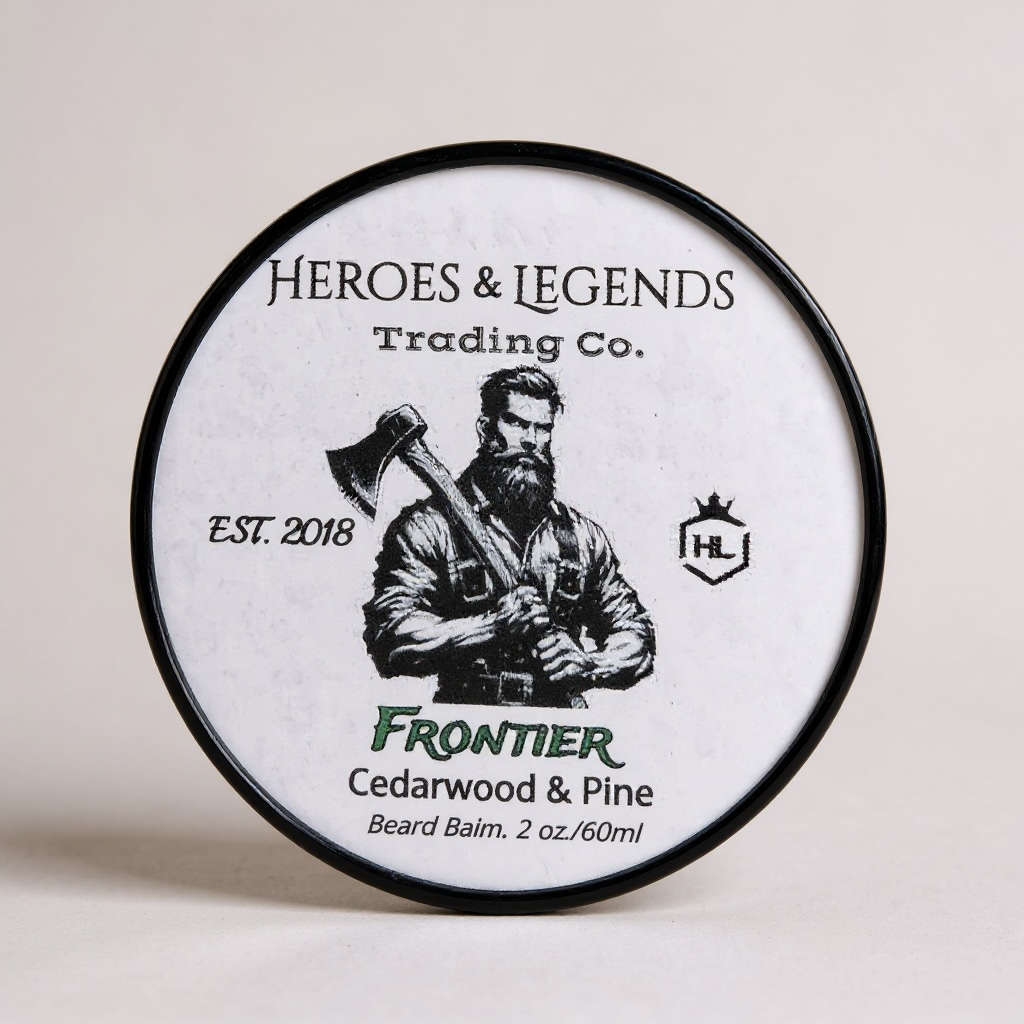 HEROES & LEGENDS
Trading Co.
EST. 2018
HL
FRONTIER
Cedarwood & Pine
Beard Baim. 2 oz./60ml